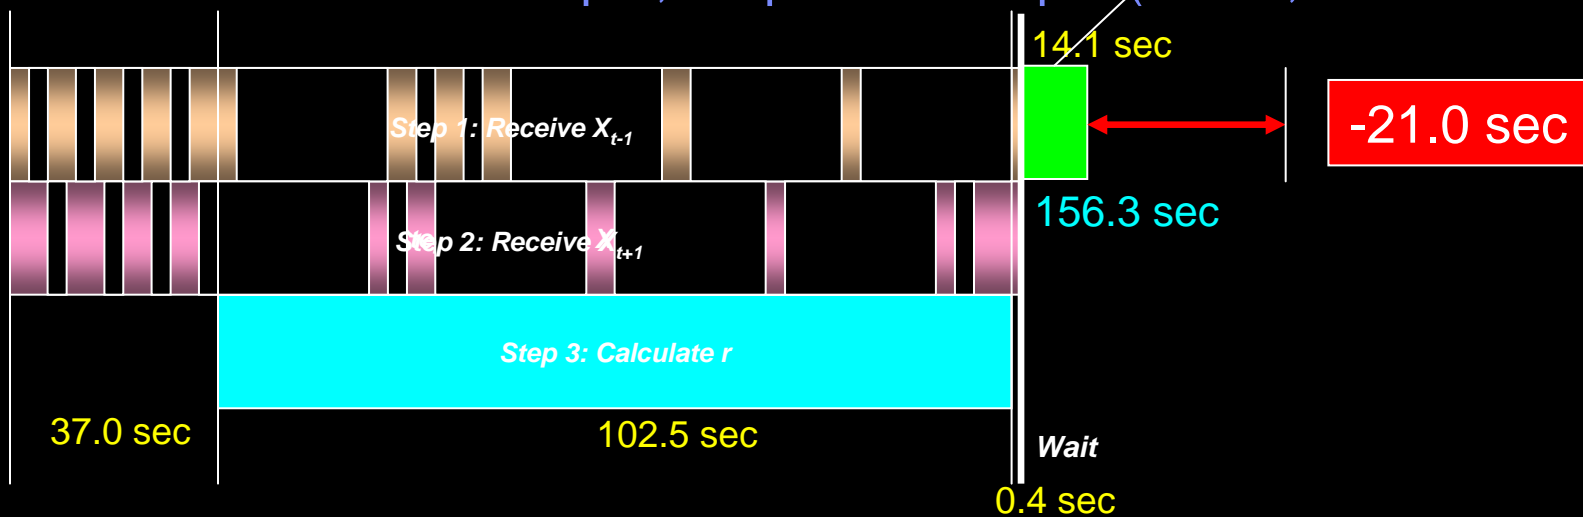 14.1 sec
Step 1: Receive Xt-1
-21.0 sec
156.3 sec
Step 2: Receive Xt+1
Step 3: Calculate r
37.0 sec
102.5 sec
Wait
0.4 sec